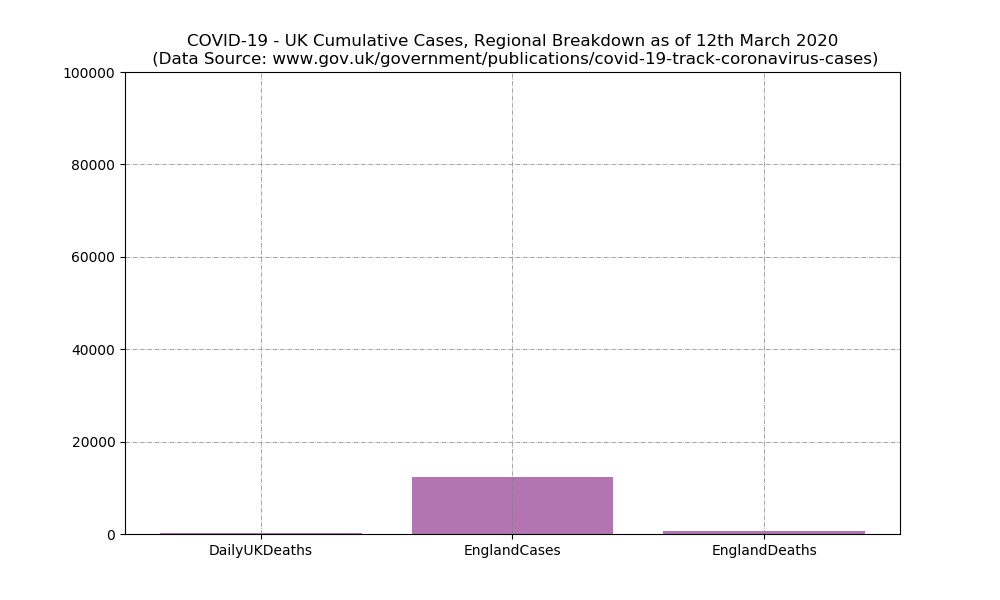 COVID-19 - UK Cumulative Cases, Regional Breakdown as of 12th March 2020
(Data Source: www.gov.uk/government/publications/covid-19-track-coronavirus-cases)
100000
80000
60000
40000
20000
0
DailyUKDeaths EnglandCases EnglandDeaths